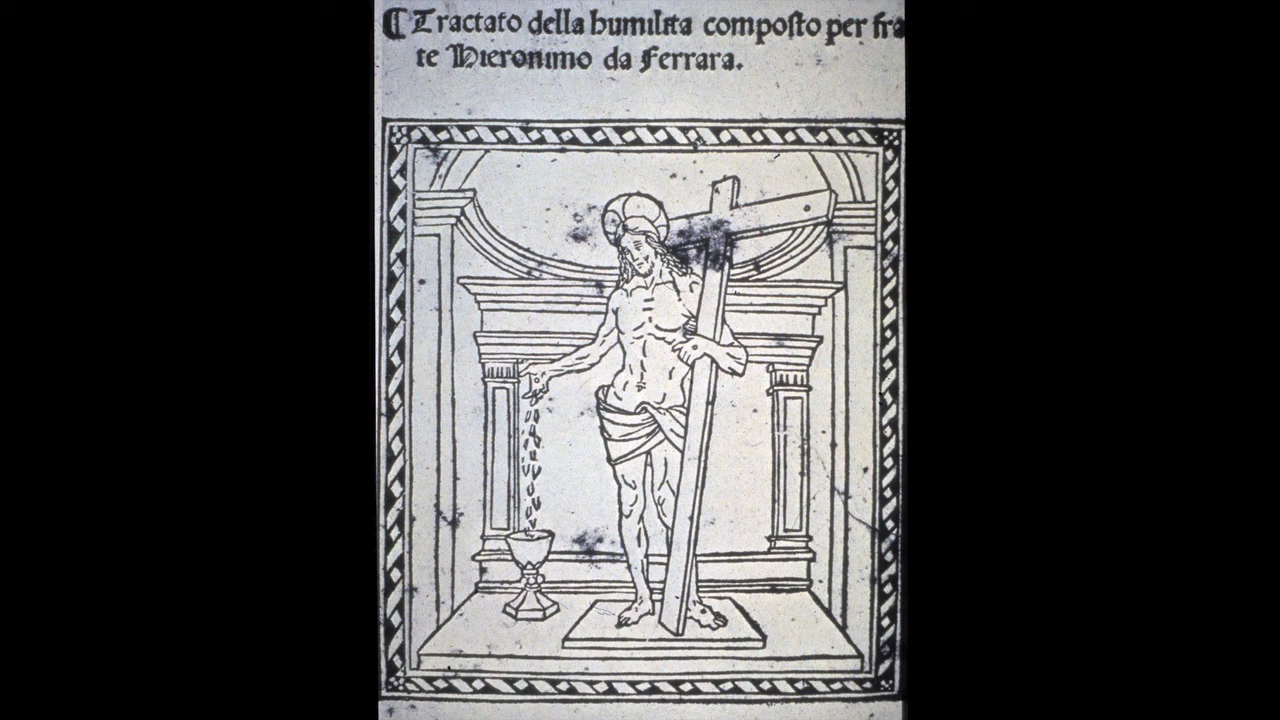 ¶ Tractato della humilita composto per fra
te Hieronimo da Ferrara.